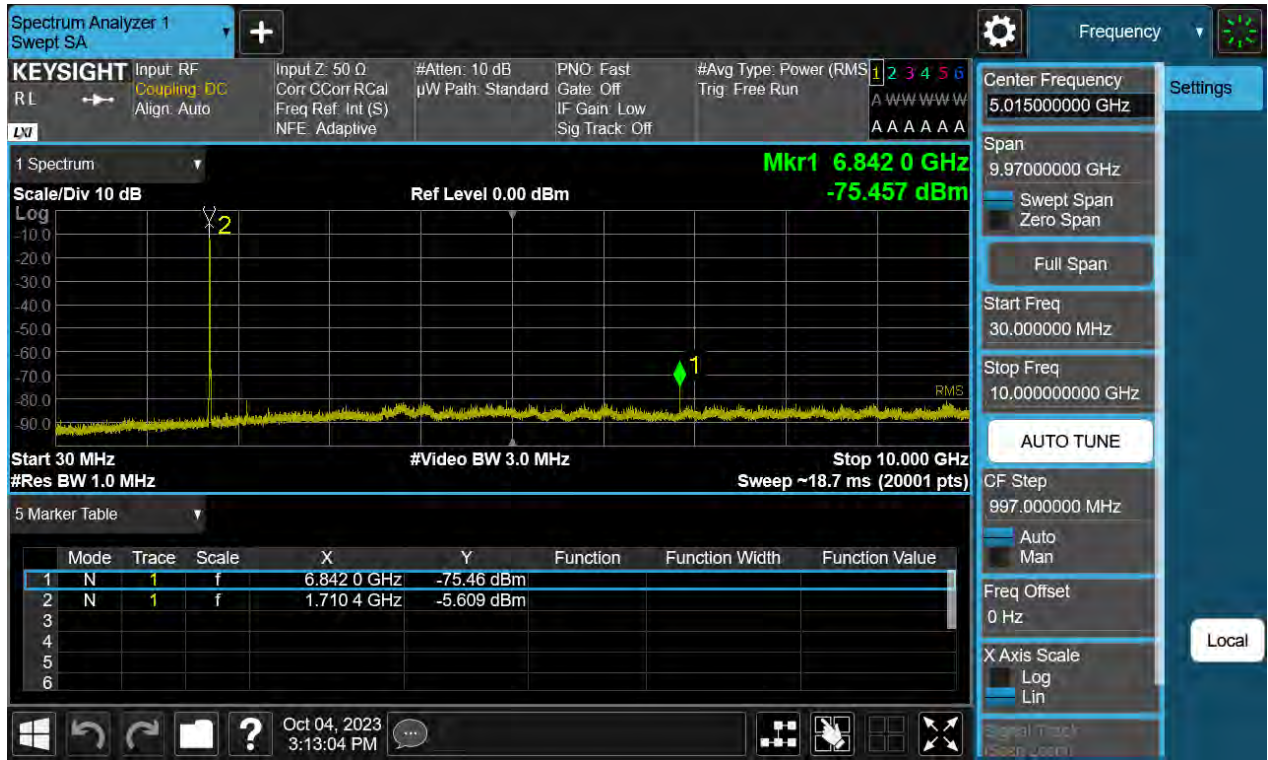 Spectrum Analyzer 1
Swept SA
+
Frequency
KEYSIGHT
RL
LXI
Input: RF
Coupling: DC
Align: Auto
Input Z: 50 Ω
Corr CCorr RCal
Freq Ref: Int (S)
NFE: Adaptive
#Atten: 10 dB
µW Path: Standard
PNO: Fast
Gate: Off
IF Gain: Low
Sig Track: Off
#Avg Type: Power (RMS
Trig: Free Run
1 2 3 4 5 6
A W W W W W
A A A A A A
Center Frequency
5.015000000 GHz
Settings
Span
9.97000000 GHz
Swept Span
Zero Span
Full Span
Start Freq
30.000000 MHz
Stop Freq
10.000000000 GHz
AUTO TUNE
CF Step
997.000000 MHz
Auto
Man
Freq Offset
0 Hz
X Axis Scale
Log
Lin
Signal Track
(Span Zoom)
Local
1 Spectrum
Mkr1 6.842 0 GHz
-75.457 dBm
Scale/Div 10 dB
Ref Level 0.00 dBm
Log
2
-10.0
-20.0
-30.0
-40.0
-50.0
-60.0
1
-70.0
RMS
-80.0
-90.0
Start 30 MHz
#Video BW 3.0 MHz
Stop 10.000 GHz
#Res BW 1.0 MHz
Sweep ~18.7 ms (20001 pts)
5 Marker Table
Mode Trace Scale X Y Function Function Width Function Value
1 N 1 f 6.842 0 GHz -75.46 dBm
2 N 1 f 1.710 4 GHz -5.609 dBm
3
4
5
6
?
Oct 04, 2023
3:13:04 PM